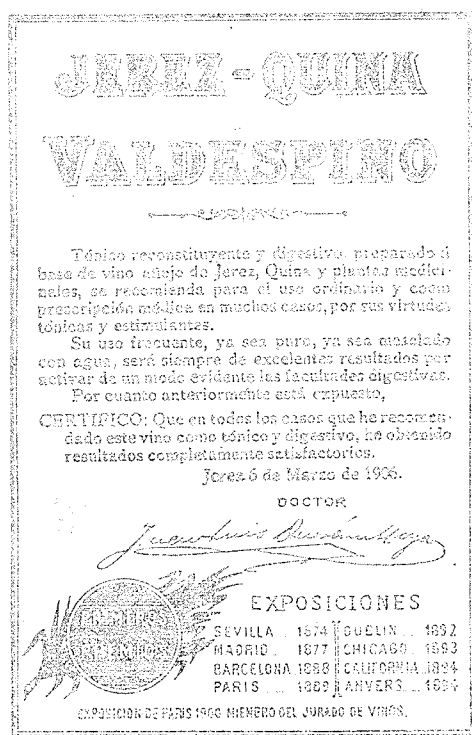 JEREZ-QUINA
VALDESPINO
Tónico reconstituyente y digestivo, preparado á
base de vino añejo de Jerez, Quina y plantas medici-
nales, se recomienda para el uso ordinario y como
prescripción médica en muchos casos, por sus virtudes
tónicas y estimulantes.
Su uso frecuente, ya sea puro, ya sea mezclado
con agua, será siempre de excelentes resultados por
activar de un modo evidente las facultades digestivas.
Por cuanto anteriormente está expuesto,
CERTIFICO: Que en todos los casos que he recomen-
dado este vino como tónico y digestivo, he obtenido
resultados completamente satisfactorios.
Jerez 6 de Marzo de 1906.
DOCTOR
EXPOSICIONES
PREMIOS
OBTENIDOS
SEVILLA .. 1874 DUBLIN .. 1892
MADRID .. 1877 CHICAGO .. 1893
BARCELONA 1888 CALIFORNIA 1894
PARIS .... 1889 ANVERS ... 1894
EXPOSICION DE PARIS 1900 MIEMBRO DEL JURADO DE VINOS.